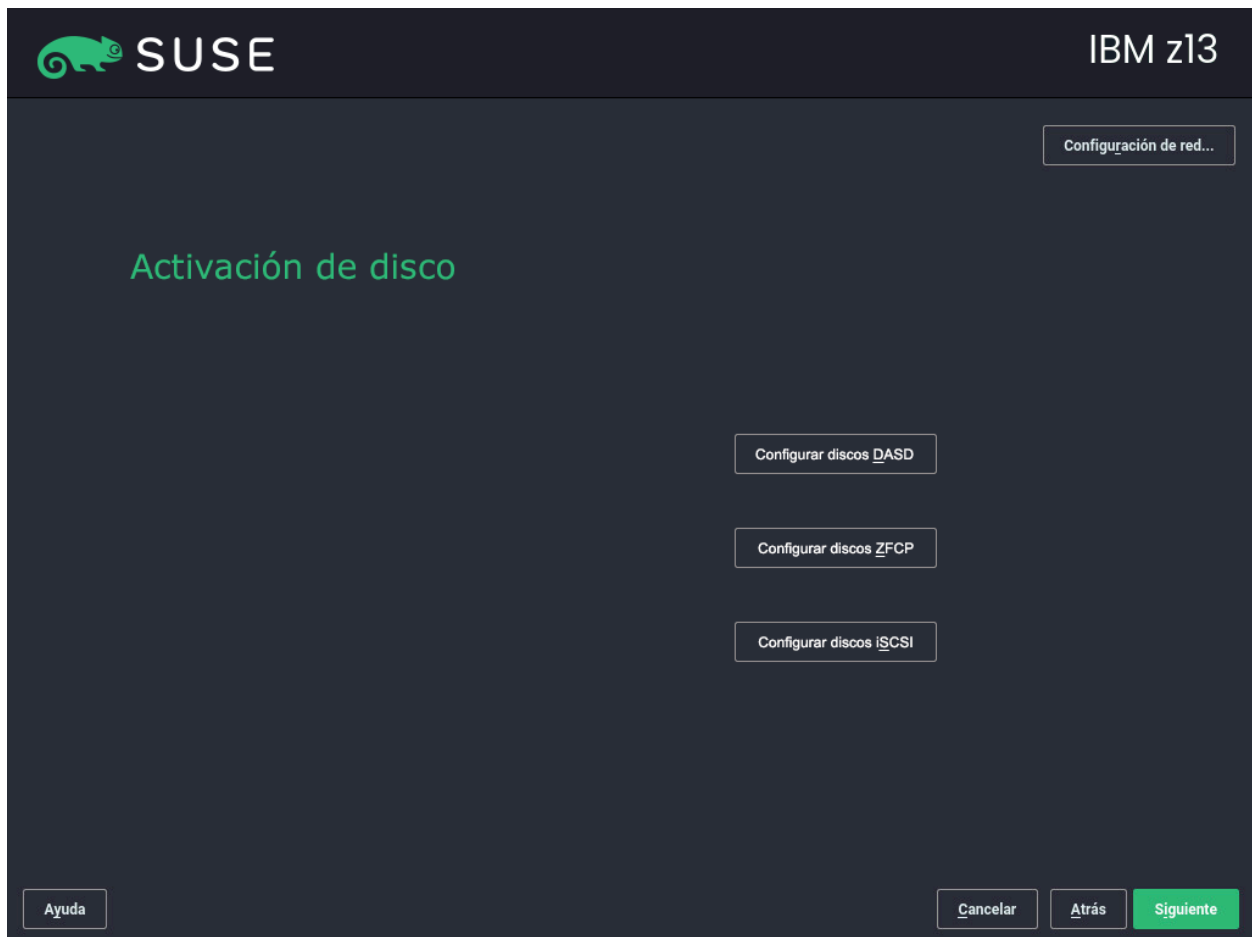 SUSE
IBM z13
Configuración de red...
Activación de disco
Configurar discos DASD
Configurar discos ZFCP
Configurar discos iSCSI
Ayuda
Cancelar
Atrás
Siguiente